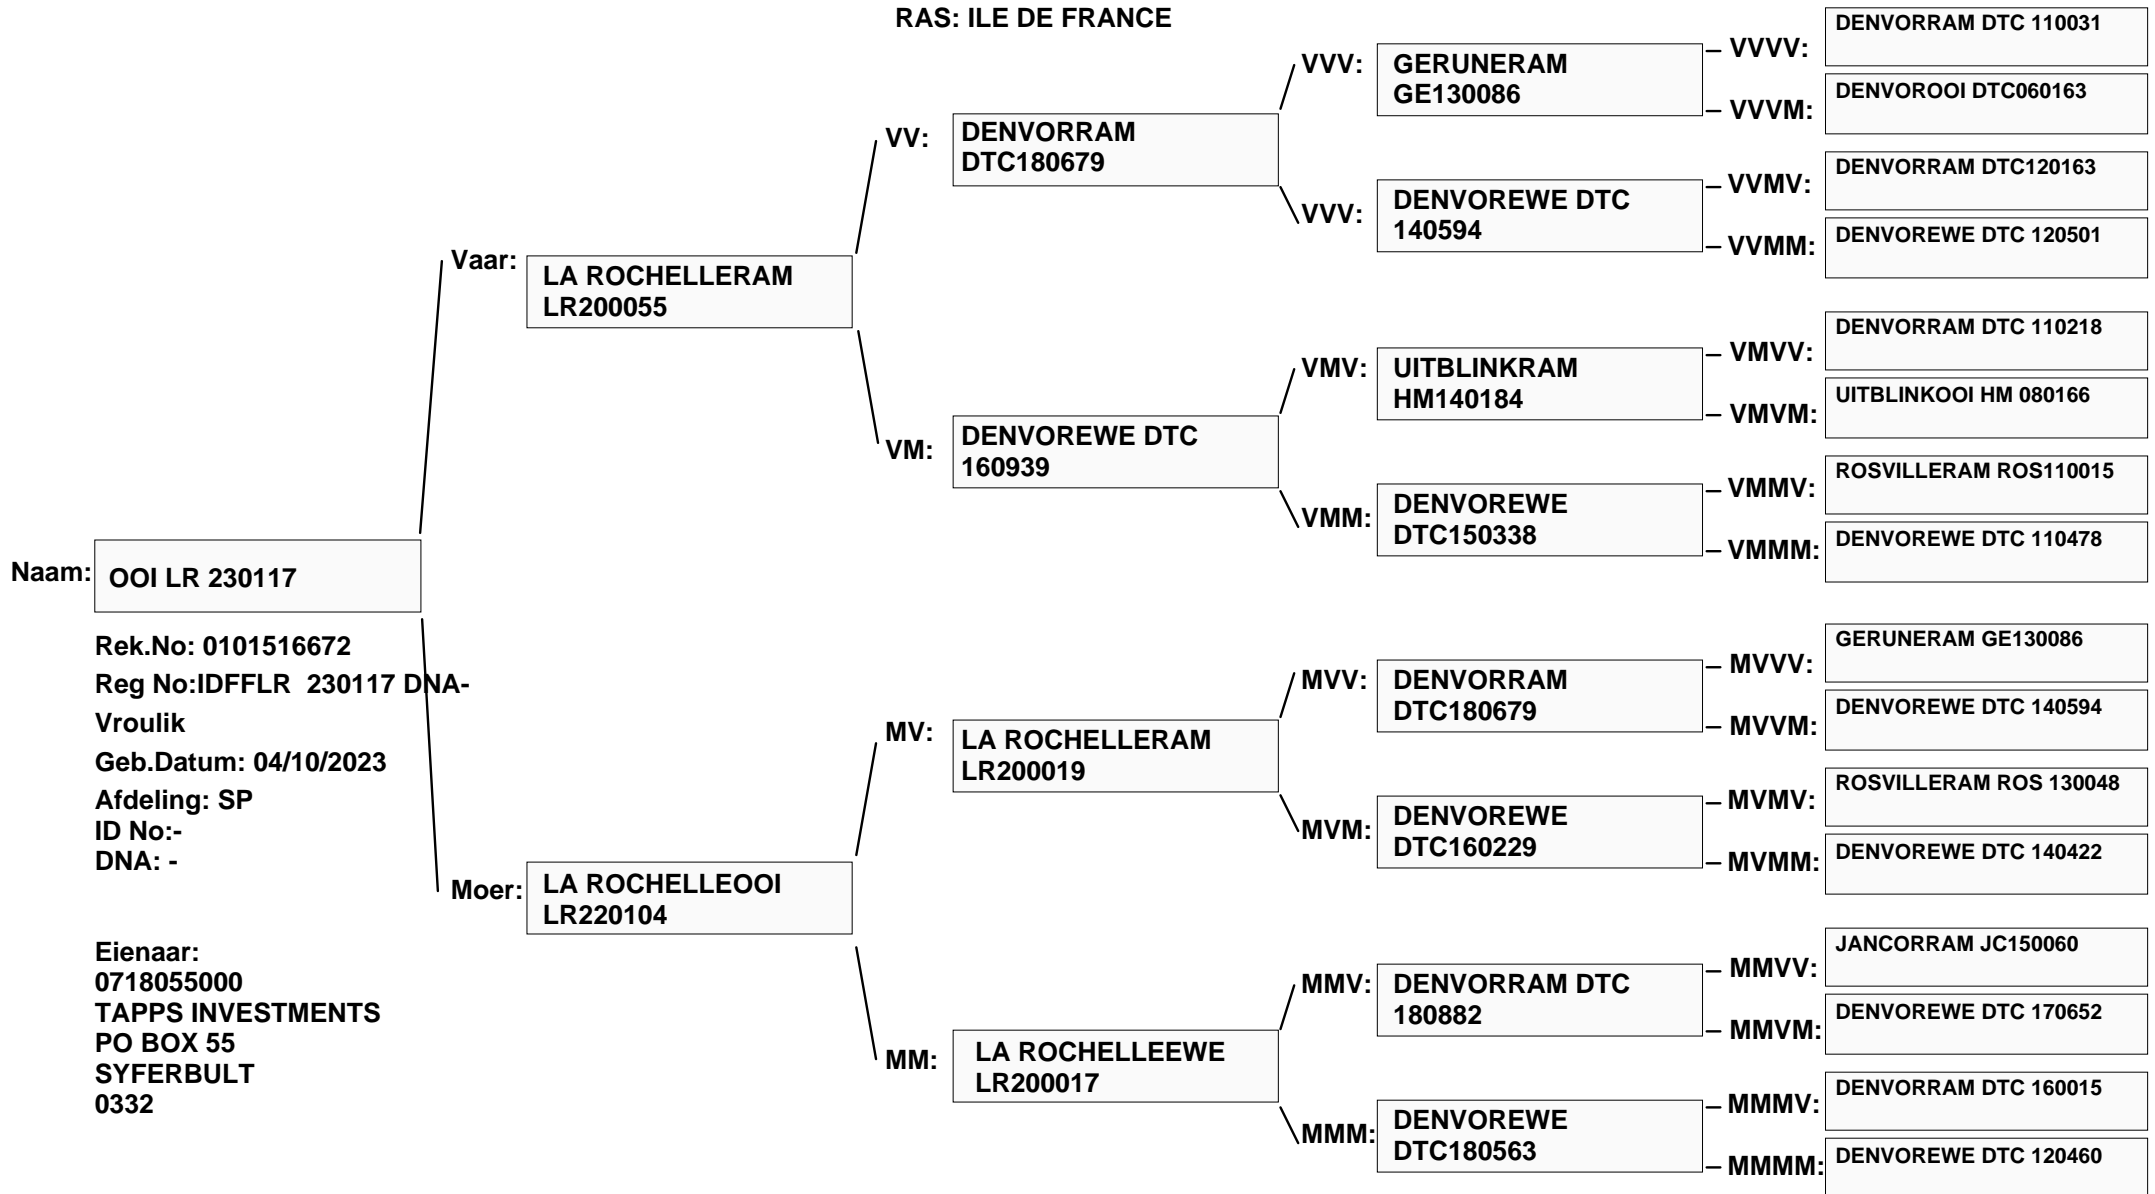 RAS: ILE DE FRANCE
Naam:
OOI LR 230117
Rek.No: 0101516672
Reg No:IDFFLR  230117 DNA-
Vroulik
Geb.Datum: 04/10/2023
Afdeling: SP
ID No:-
DNA: -
Eienaar:
0718055000
TAPPS INVESTMENTS
PO BOX 55
SYFERBULT
0332
Vaar:
LA ROCHELLERAM
LR200055
Moer:
LA ROCHELLEOOI
LR220104
VV:
DENVORRAM
DTC180679
VM:
DENVOREWE DTC
160939
MV:
LA ROCHELLERAM
LR200019
MM:
LA ROCHELLEEWE
LR200017
VVV:
GERUNERAM
GE130086
VVV:
DENVOREWE DTC
140594
VMV:
UITBLINKRAM
HM140184
VMM:
DENVOREWE
DTC150338
MVV:
DENVORRAM
DTC180679
MVM:
DENVOREWE
DTC160229
MMV:
DENVORRAM DTC
180882
MMM:
DENVOREWE
DTC180563
VVVV:
DENVORRAM DTC 110031
VVVM:
DENVOROOI DTC060163
VVMV:
DENVORRAM DTC120163
VVMM:
DENVOREWE DTC 120501
VMVV:
DENVORRAM DTC 110218
VMVM:
UITBLINKOOI HM 080166
VMMV:
ROSVILLERAM ROS110015
VMMM:
DENVOREWE DTC 110478
MVVV:
GERUNERAM GE130086
MVVM:
DENVOREWE DTC 140594
MVMV:
ROSVILLERAM ROS 130048
MVMM:
DENVOREWE DTC 140422
MMVV:
JANCORRAM JC150060
MMVM:
DENVOREWE DTC 170652
MMMV:
DENVORRAM DTC 160015
MMMM:
DENVOREWE DTC 120460